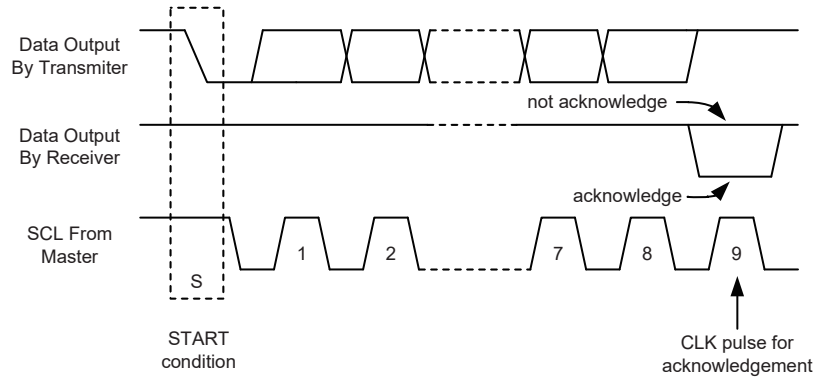 Data Output
By Transmiter
not acknowledge
Data Output
By Receiver
acknowledge
SCL From
Master
S
1
2
7
8
9
START
condition
CLK pulse for
acknowledgement